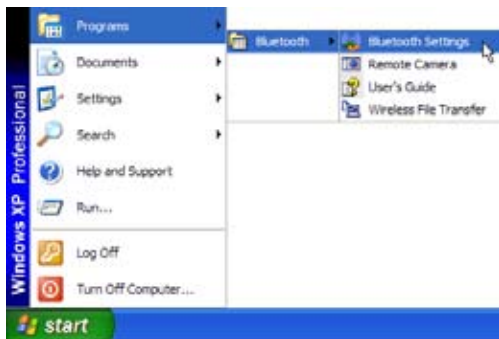 Windows XP Professional
Programs
Documents
Settings
Search
Help and Support
Run...
Log Off
Turn Off Computer...
start
Bluetooth
Bluetooth Settings
Remote Camera
User's Guide
Wireless File Transfer